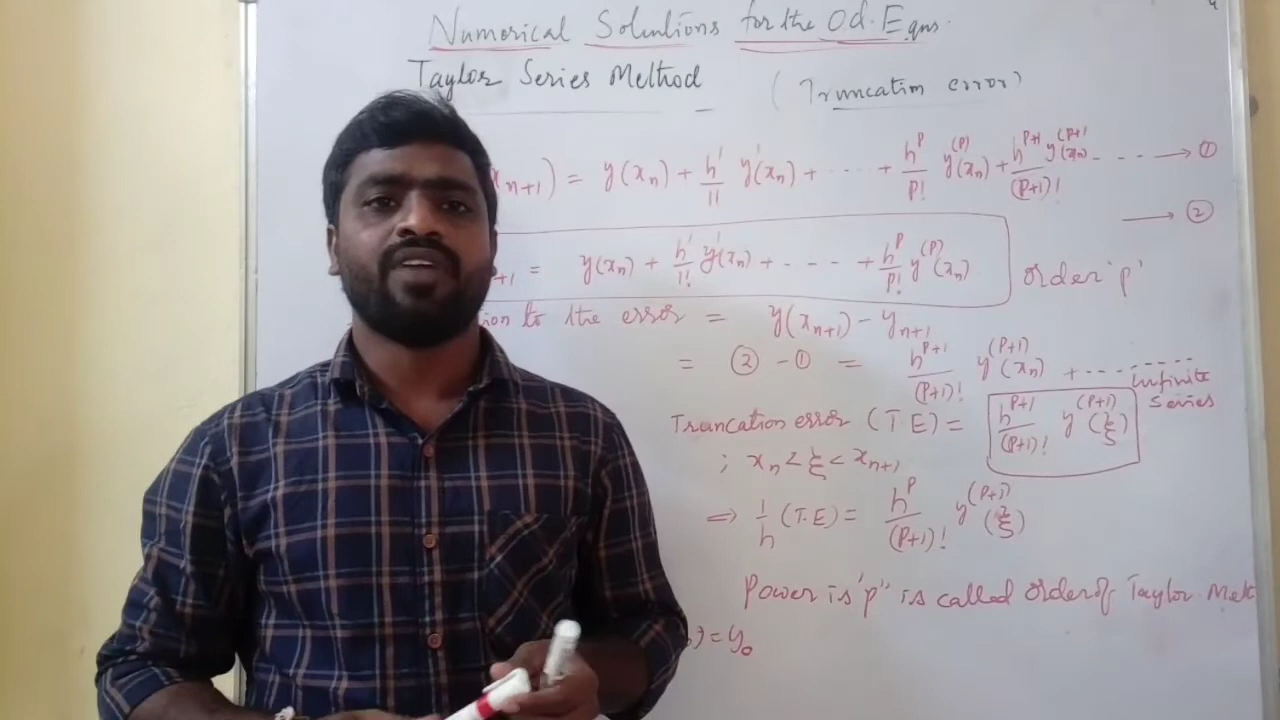 Numerical Solutions for the Od. Eqns.
Taylor Series Method (Truncation error)
x_{n+1}) = y(x_n) + h'/1! y'(x_n) + ---- + h^p/p! y^{(p)}(x_n) + h^{p+1}/(p+1)! y^{(p+1)}(x_n) ---- → ①
→ ②
+1 = y(x_n) + h'/1! y'(x_n) + ---- + h^p/p! y^{(p)}(x_n) order 'p'
ion to the error = y(x_{n+1}) - y_{n+1}
= ② - ① = h^{p+1}/(p+1)! y^{(p+1)}(x_n) + ------ infinite series
Truncation error (T.E) = h^{p+1}/(p+1)! y^{(p+1)}(ξ)
; x_n < ξ < x_{n+1}
⇒ 1/h (T.E) = h^p/(p+1)! y^{(p+1)}(ξ)
Power is 'p' is called order of Taylor. Met
) = y_0